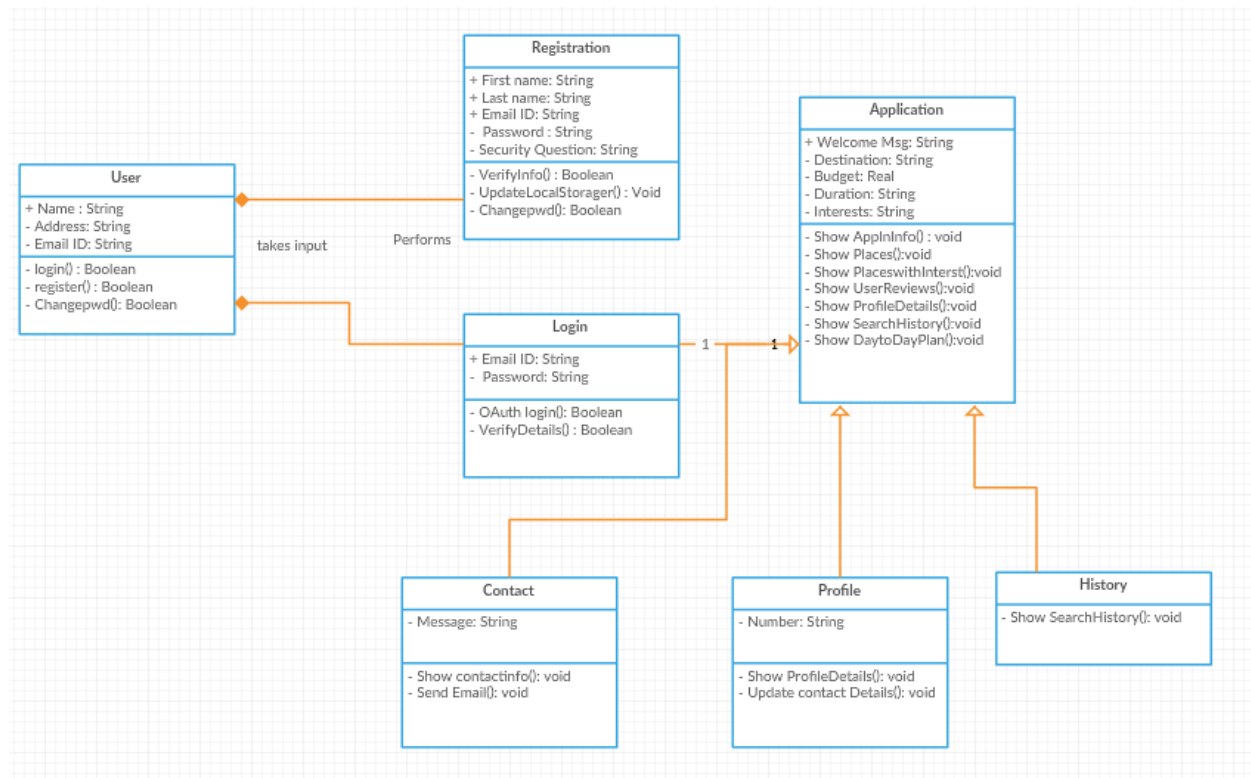 Registration
+ First name: String
+ Last name: String
+ Email ID: String
- Password : String
- Security Question: String
- VerifyInfo() : Boolean
- UpdateLocalStorager() : Void
- Changepwd(): Boolean
Application
+ Welcome Msg: String
- Destination: String
- Budget: Real
- Duration: String
- Interests: String
- Show AppInInfo() : void
- Show Places():void
- Show PlaceswithInterst():void
- Show UserReviews():void
- Show ProfileDetails():void
- Show SearchHistory():void
- Show DaytoDayPlan():void
User
+ Name : String
- Address: String
- Email ID: String
- login() : Boolean
- register() : Boolean
- Changepwd(): Boolean
takes input
Performs
Login
+ Email ID: String
- Password: String
- OAuth login(): Boolean
- VerifyDetails() : Boolean
1
1
Contact
- Message: String
- Show contactinfo(): void
- Send Email(): void
Profile
- Number: String
- Show ProfileDetails(): void
- Update contact Details(): void
History
- Show SearchHistory(): void